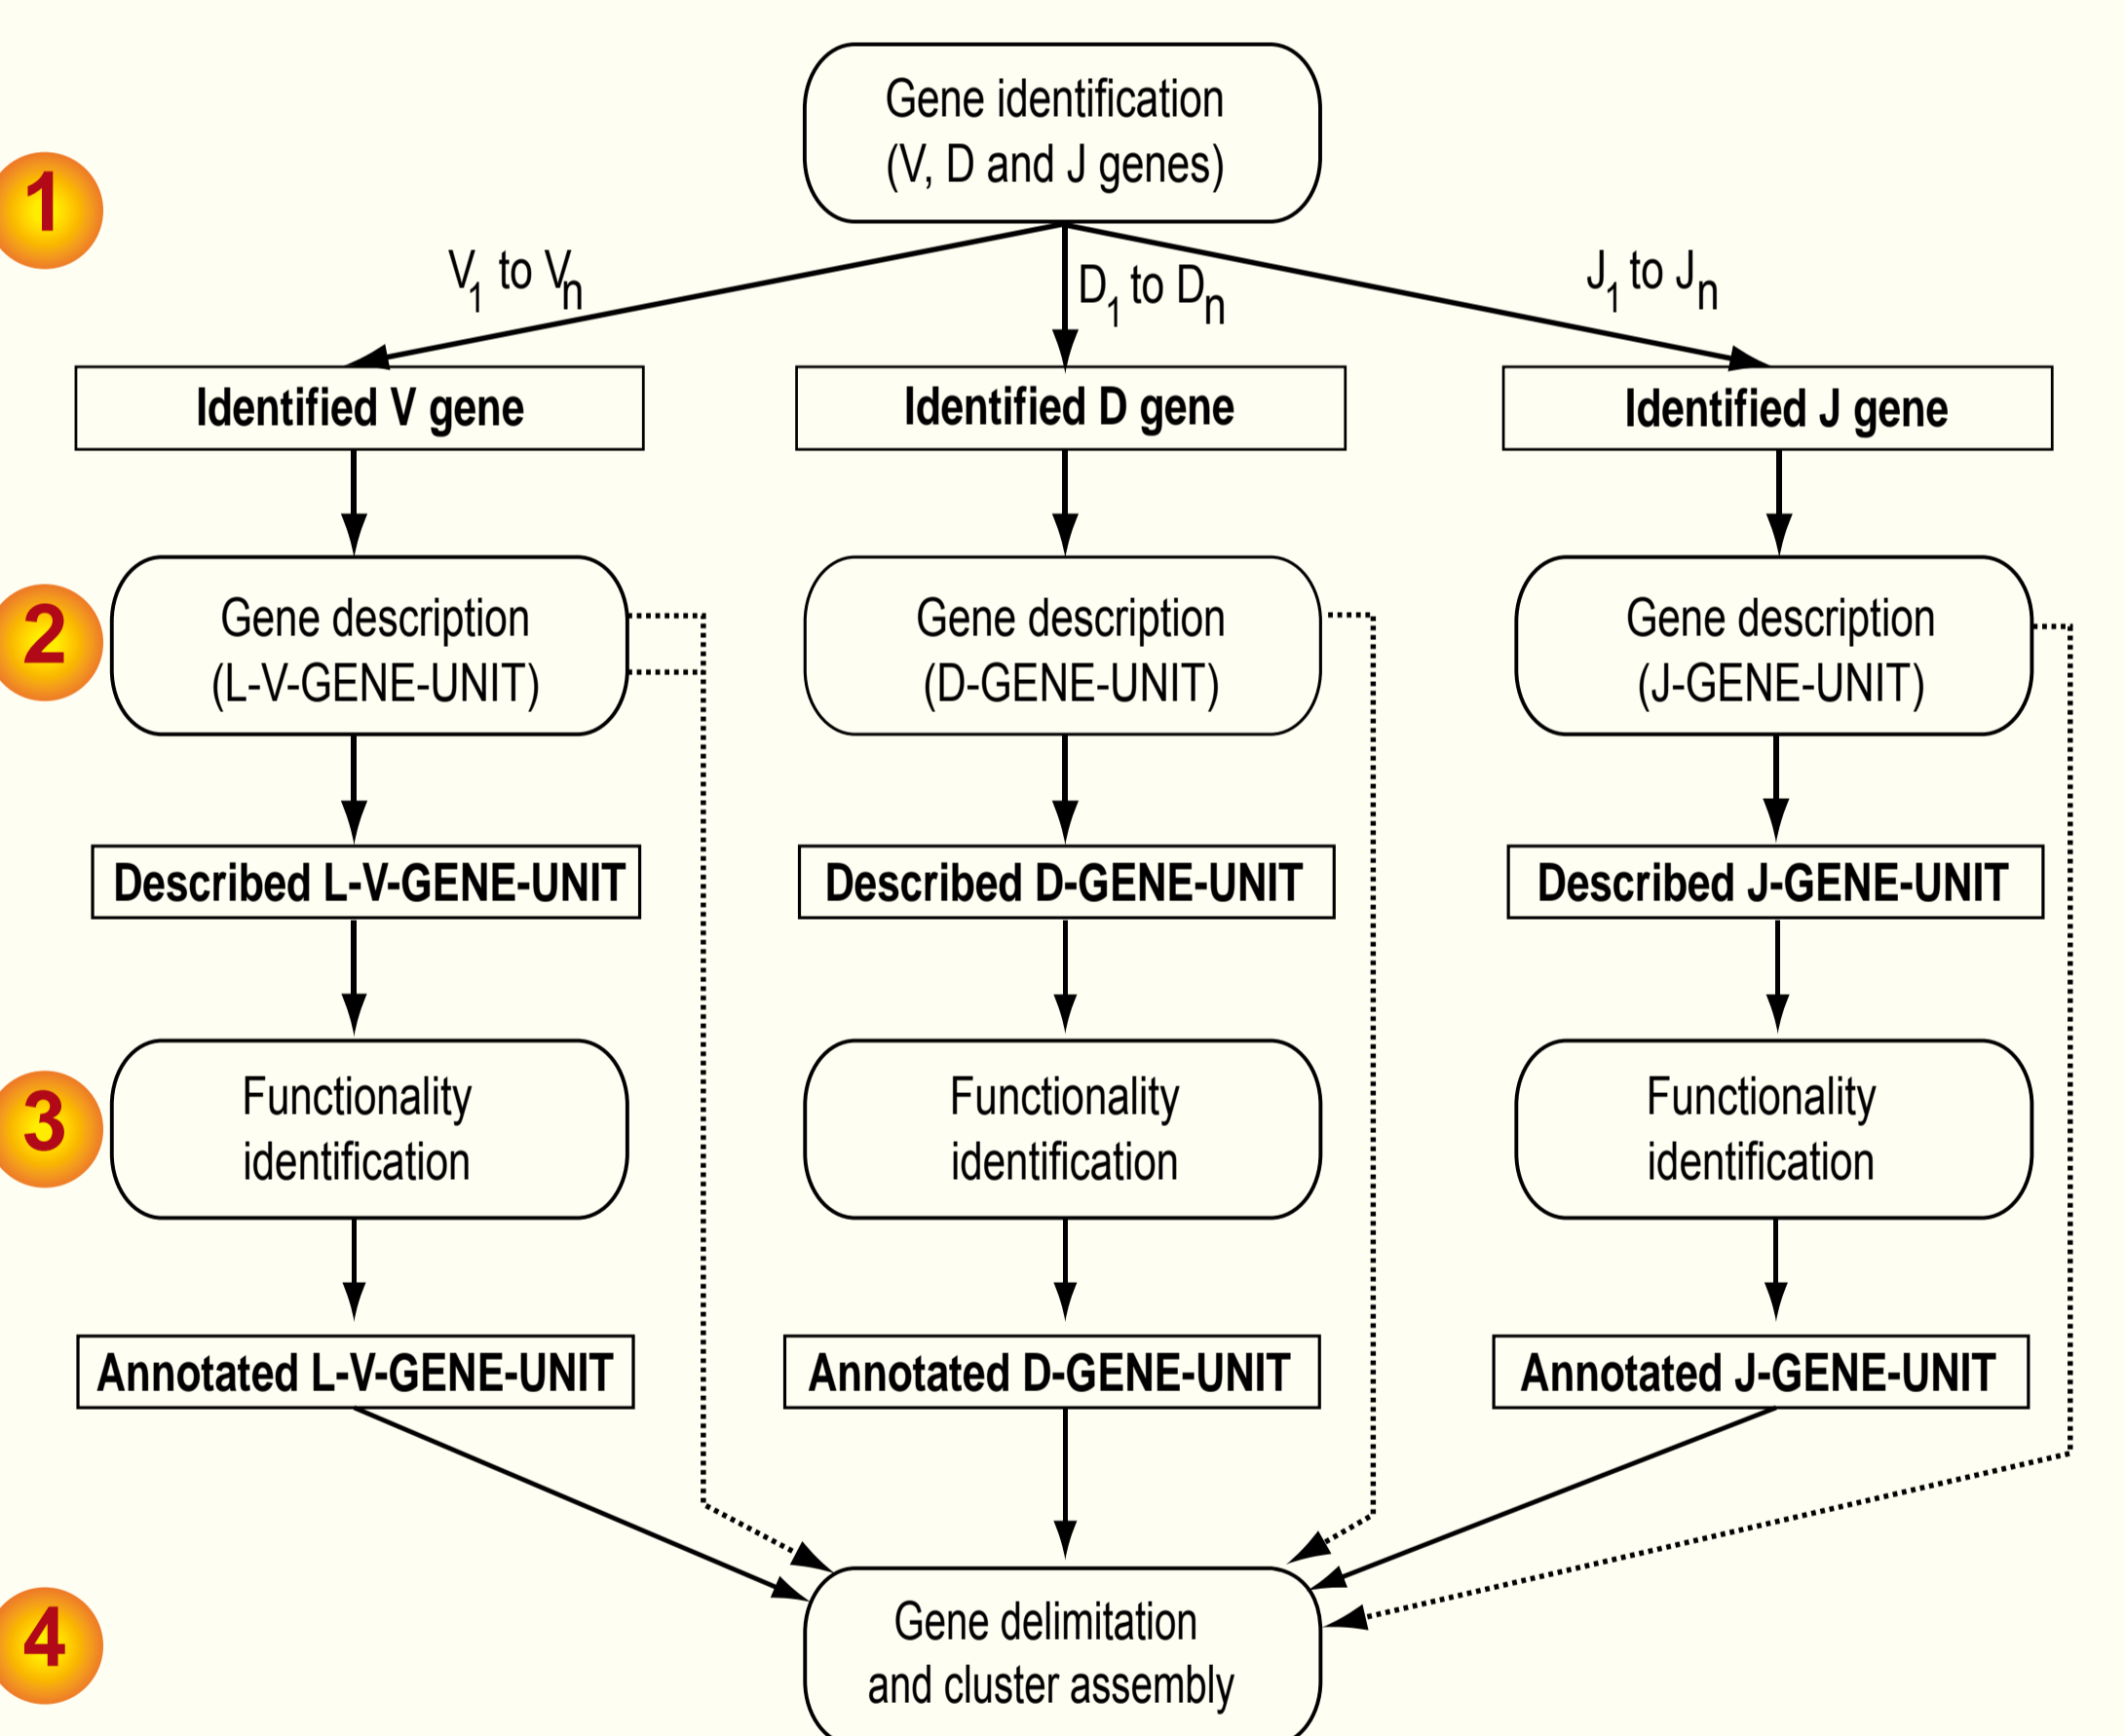 Gene identification
(V, D and J genes)
1
V1 to Vn
D1 to Dn
J1 to Jn
Identified V gene
Identified D gene
Identified J gene
2
Gene description
(L-V-GENE-UNIT)
Gene description
(D-GENE-UNIT)
Gene description
(J-GENE-UNIT)
Described L-V-GENE-UNIT
Described D-GENE-UNIT
Described J-GENE-UNIT
3
Functionality
identification
Functionality
identification
Functionality
identification
Annotated L-V-GENE-UNIT
Annotated D-GENE-UNIT
Annotated J-GENE-UNIT
4
Gene delimitation
and cluster assembly